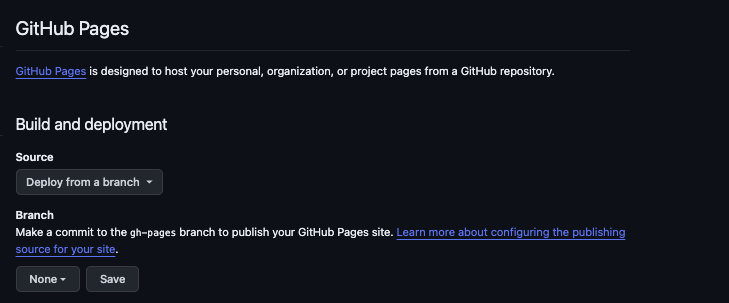 GitHub Pages
GitHub Pages is designed to host your personal, organization, or project pages from a GitHub repository.
Build and deployment
Source
Deploy from a branch
Branch
Make a commit to the gh-pages branch to publish your GitHub Pages site. Learn more about configuring the publishing
source for your site.
None Save